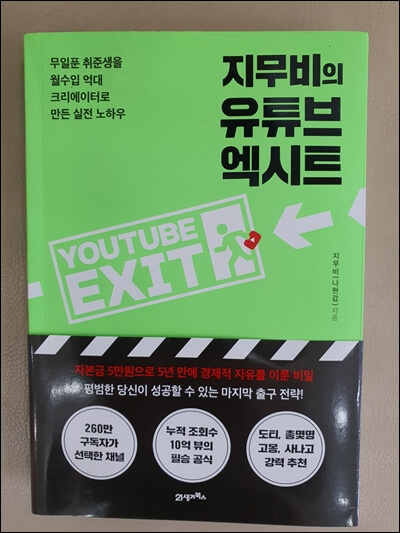 무일푼 취준생을
월수입 억대
크리에이터로
만든 실전 노하우
지무비의
유튜브
엑시트
YOUTUBE
EXIT
지무비(나현갑) 지음
자본금 5만원으로 5년 만에 경제적 자유를 이룬 비밀
평범한 당신이 성공할 수 있는 마지막 출구 전략!
260만
구독자가
선택한 채널
누적 조회수
10억 뷰의
필승 공식
도티, 총몇명
고몽, 사나고
강력 추천
21세기북스